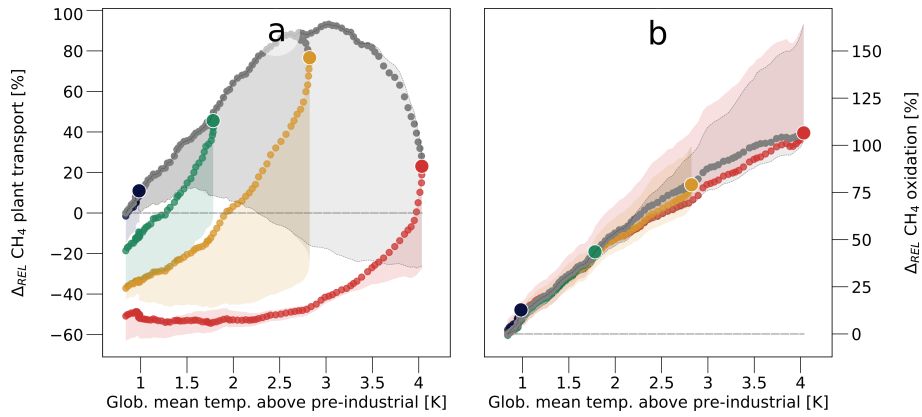 a
b
100
80
60
40
20
0
−20
−40
−60
Δ_REL CH_4 plant transport [%]
1 1.5 2 2.5 3 3.5 4
Glob. mean temp. above pre-industrial [K]
1 1.5 2 2.5 3 3.5 4
Glob. mean temp. above pre-industrial [K]
150
125
100
75
50
25
0
Δ_REL CH_4 oxidation [%]